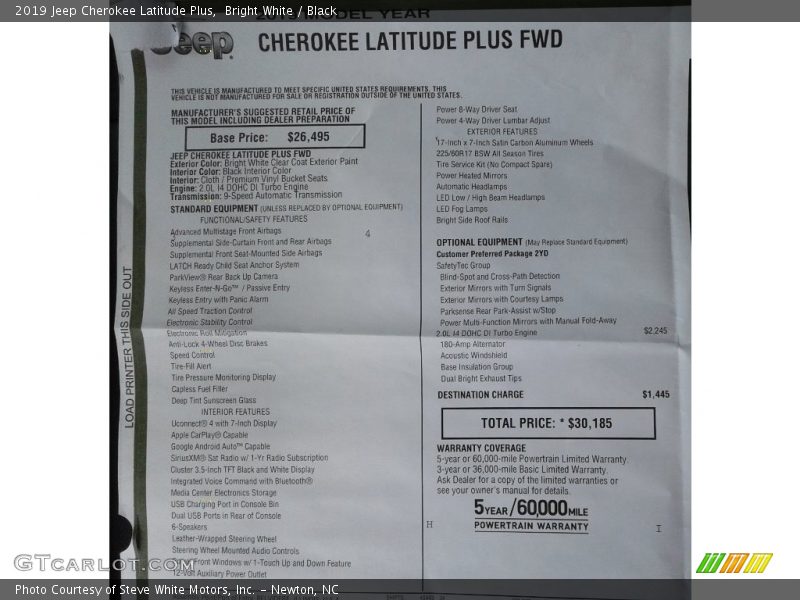 2019 Jeep Cherokee Latitude Plus,  Bright White / Black
MODEL YEAR
Jeep
CHEROKEE LATITUDE PLUS FWD
THIS VEHICLE IS MANUFACTURED TO MEET SPECIFIC UNITED STATES REQUIREMENTS. THIS
VEHICLE IS NOT MANUFACTURED FOR SALE OR REGISTRATION OUTSIDE OF THE UNITED STATES.
MANUFACTURER'S SUGGESTED RETAIL PRICE OF
THIS MODEL INCLUDING DEALER PREPARATION
Base Price: $26,495
JEEP CHEROKEE LATITUDE PLUS FWD
Exterior Color: Bright White Clear Coat Exterior Paint
Interior Color: Black Interior Color
Interior: Cloth / Premium Vinyl Bucket Seats
Engine: 2.0L I4 DOHC DI Turbo Engine
Transmission: 9-Speed Automatic Transmission
STANDARD EQUIPMENT (UNLESS REPLACED BY OPTIONAL EQUIPMENT)
FUNCTIONAL/SAFETY FEATURES
Advanced Multistage Front Airbags
Supplemental Side-Curtain Front and Rear Airbags
Supplemental Front Seat-Mounted Side Airbags
LATCH Ready Child Seat Anchor System
ParkView® Rear Back Up Camera
Keyless Enter-N-Go™ / Passive Entry
Keyless Entry with Panic Alarm
All Speed Traction Control
Electronic Stability Control
Electronic Roll Mitigation
Anti-Lock 4-Wheel Disc Brakes
Speed Control
Tire-Fill Alert
Tire Pressure Monitoring Display
Capless Fuel Filler
Deep Tint Sunscreen Glass
INTERIOR FEATURES
Uconnect® 4 with 7-Inch Display
Apple CarPlay® Capable
Google Android Auto™ Capable
SiriusXM® Sat Radio w/ 1-Yr Radio Subscription
Cluster 3.5-Inch TFT Black and White Display
Integrated Voice Command with Bluetooth®
Media Center Electronics Storage
USB Charging Port in Console Bin
Dual USB Ports in Rear of Console
6-Speakers
Leather-Wrapped Steering Wheel
Steering Wheel Mounted Audio Controls
Front Windows w/ 1-Touch Up and Down Feature
12-Volt Auxiliary Power Outlet
4
Power 8-Way Driver Seat
Power 4-Way Driver Lumbar Adjust
EXTERIOR FEATURES
17-Inch x 7-Inch Satin Carbon Aluminum Wheels
225/60R17 BSW All Season Tires
Tire Service Kit (No Compact Spare)
Power Heated Mirrors
Automatic Headlamps
LED Low / High Beam Headlamps
LED Fog Lamps
Bright Side Roof Rails
OPTIONAL EQUIPMENT (May Replace Standard Equipment)
Customer Preferred Package 2YD
SafetyTec Group
Blind-Spot and Cross-Path Detection
Exterior Mirrors with Turn Signals
Exterior Mirrors with Courtesy Lamps
Parksense Rear Park-Assist w/Stop
Power Multi-Function Mirrors with Manual Fold-Away
2.0L I4 DOHC DI Turbo Engine $2,245
180-Amp Alternator
Acoustic Windshield
Base Insulation Group
Dual Bright Exhaust Tips
DESTINATION CHARGE $1,445
TOTAL PRICE: * $30,185
WARRANTY COVERAGE
5-year or 60,000-mile Powertrain Limited Warranty.
3-year or 36,000-mile Basic Limited Warranty.
Ask Dealer for a copy of the limited warranties or
see your owner's manual for details.
5YEAR/60,000MILE
POWERTRAIN WARRANTY
H
I
LOAD PRINTER THIS SIDE OUT
GTcarlot.com
Photo Courtesy of Steve White Motors, Inc. – Newton, NC